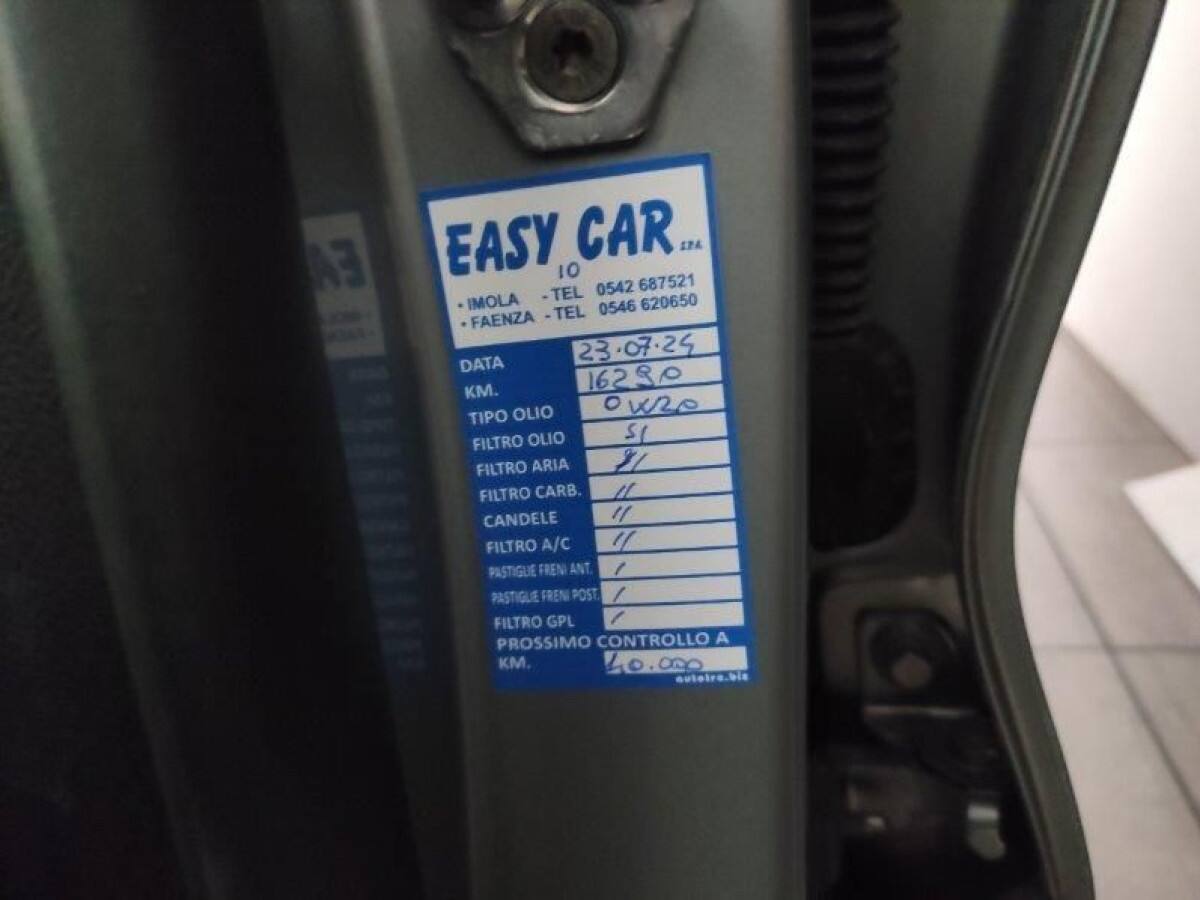 EASY CAR S.P.A.
10
• IMOLA - TEL 0542 687521
• FAENZA - TEL 0546 620650
DATA 23.07.24
KM. 16290
TIPO OLIO 0W20
FILTRO OLIO SI
FILTRO ARIA SI
FILTRO CARB. //
CANDELE //
FILTRO A/C //
PASTIGLIE FRENI ANT. /
PASTIGLIE FRENI POST. /
FILTRO GPL /
PROSSIMO CONTROLLO A
KM. 40.000
autotre.biz